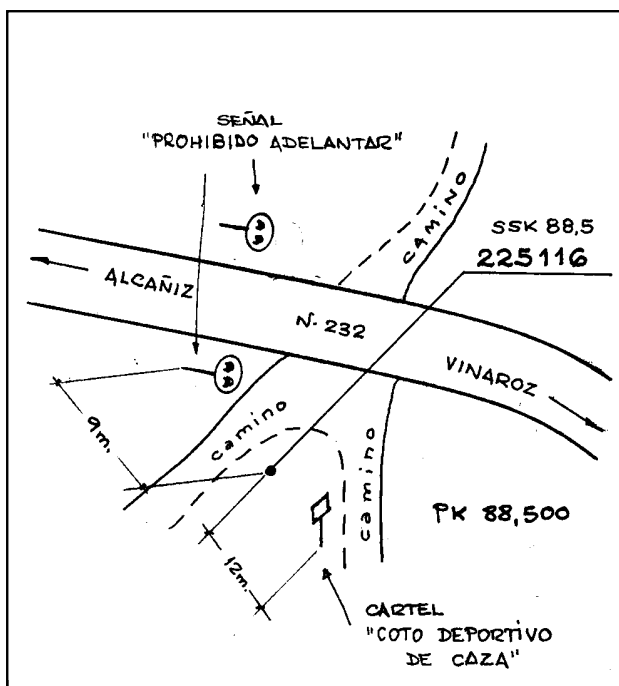 SEÑAL
"PROHIBIDO ADELANTAR"
CAMINO
SSK 88,5
225116
ALCAÑIZ
N-232
VINAROZ
camino
camino
9m.
PK 88,500
12m.
CARTEL
"COTO DEPORTIVO
DE CAZA"